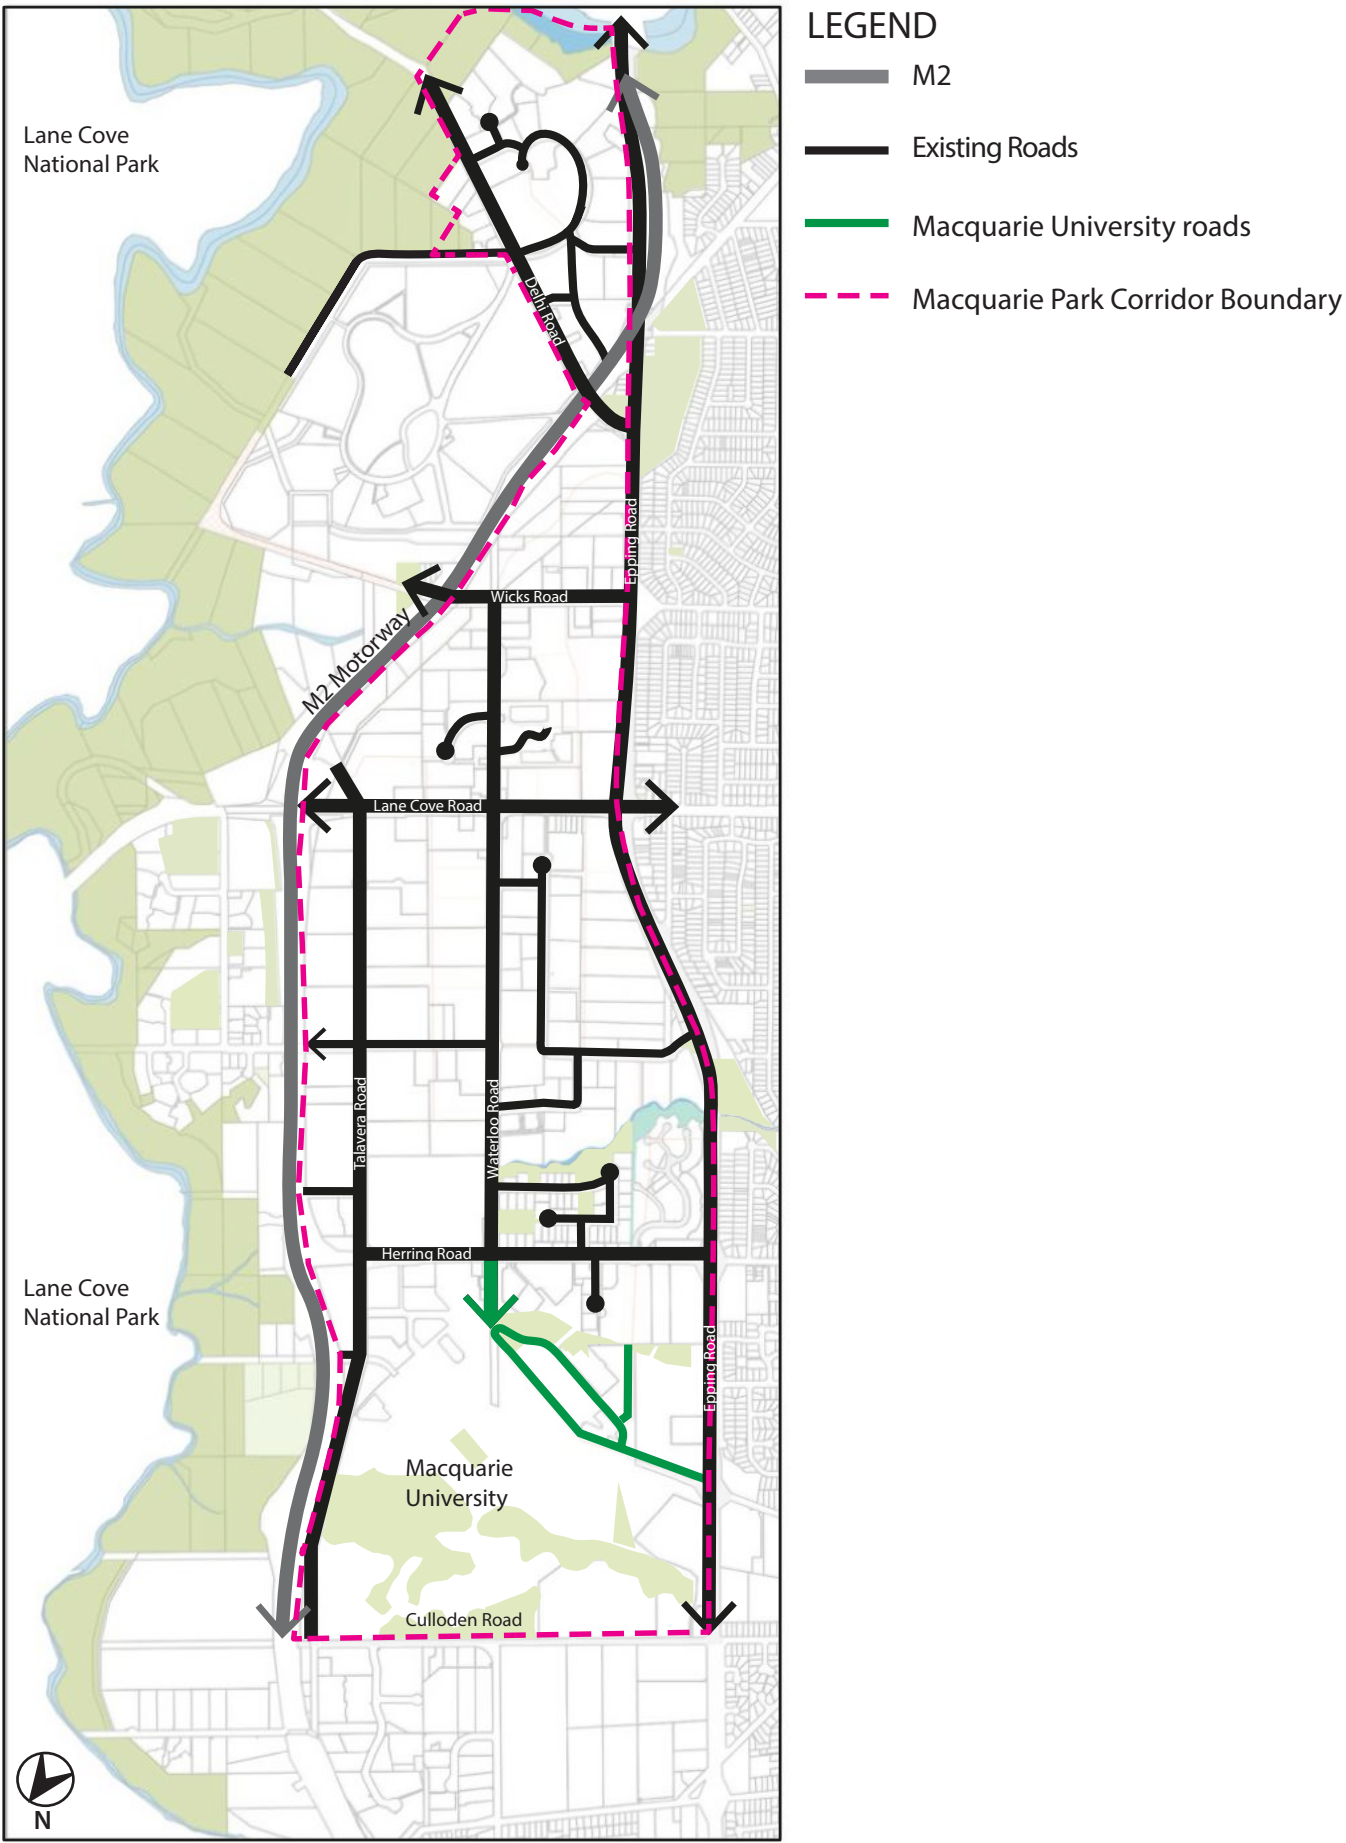 LEGEND
M2
Existing Roads
Macquarie University roads
Macquarie Park Corridor Boundary
Lane Cove
National Park
Delhi Road
Epping Road
Wicks Road
M2 Motorway
Lane Cove Road
Talavera Road
Waterloo Road
Herring Road
Lane Cove
National Park
Epping Road
Macquarie
University
Culloden Road
N